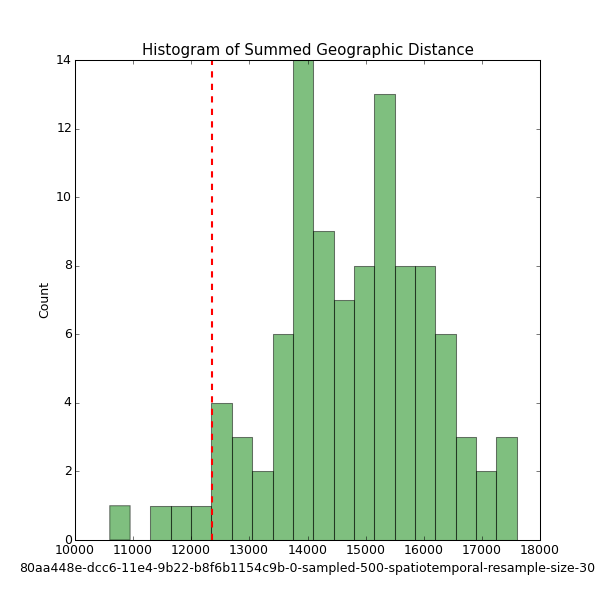 Histogram of Summed Geographic Distance
14
12
10
8
6
4
2
0
Count
10000 11000 12000 13000 14000 15000 16000 17000 18000
80aa448e-dcc6-11e4-9b22-b8f6b1154c9b-0-sampled-500-spatiotemporal-resample-size-30